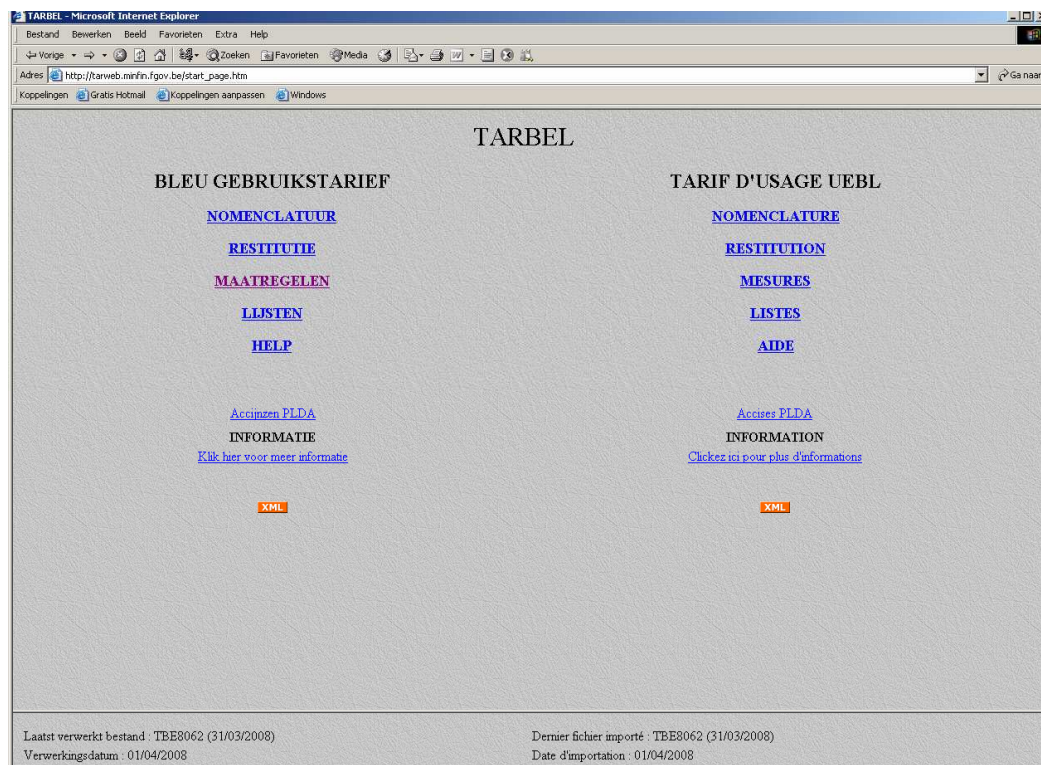 TARBEL - Microsoft Internet Explorer
Bestand Bewerken Beeld Favorieten Extra Help
Vorige Zoeken Favorieten Media
Adres http://tarweb.minfin.fgov.be/start_page.htm Ga naar
Koppelingen Gratis Hotmail Koppelingen aanpassen Windows
TARBEL
BLEU GEBRUIKSTARIEF
NOMENCLATUUR
RESTITUTIE
MAATREGELEN
LIJSTEN
HELP
Accijnzen PLDA
INFORMATIE
Klik hier voor meer informatie
XML
TARIF D'USAGE UEBL
NOMENCLATURE
RESTITUTION
MESURES
LISTES
AIDE
Accises PLDA
INFORMATION
Clickez ici pour plus d'informations
XML
Laatst verwerkt bestand : TBE8062 (31/03/2008)
Verwerkingsdatum : 01/04/2008
Dernier fichier importé : TBE8062 (31/03/2008)
Date d'importation : 01/04/2008